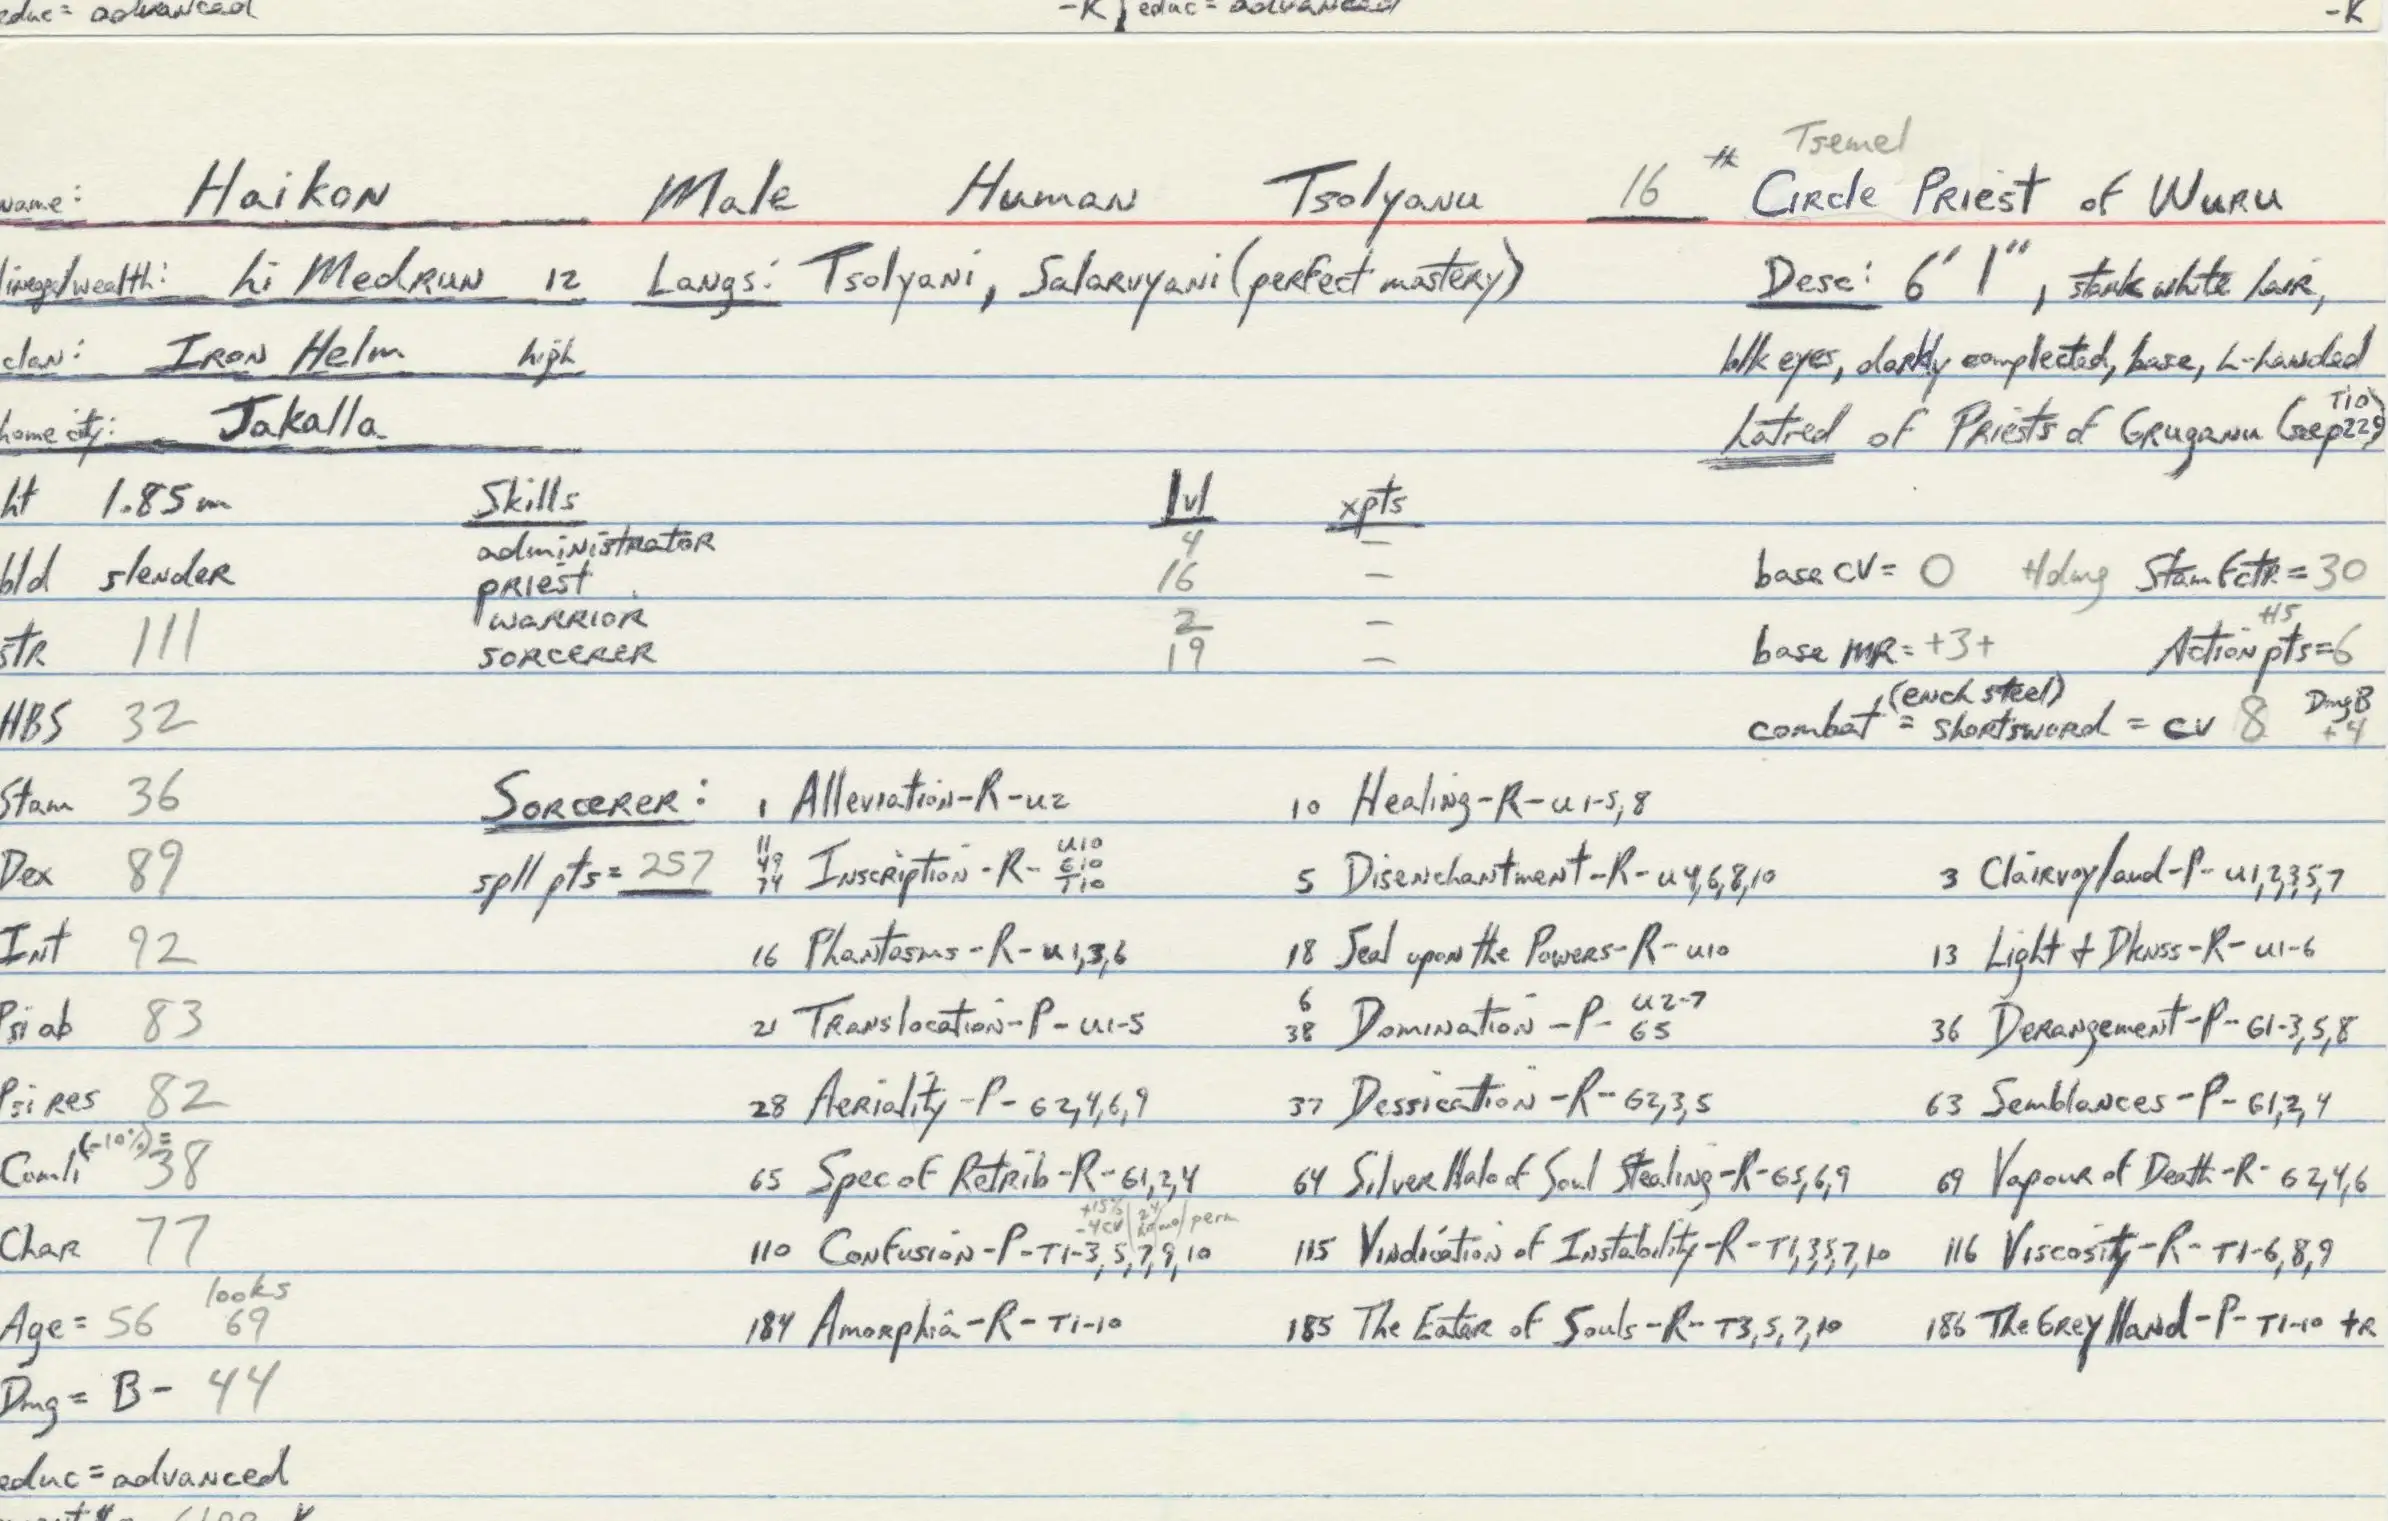 educ = advanced -K educ = advanced -K
Tsemel
name: Haikon Male Human Tsolyanu 16 th Circle Priest of Wuru
lineage/wealth: hi Medrun 12 Langs: Tsolyani, Salarvyani (perfect mastery) Desc: 6' 1", stark white hair,
clan: Iron Helm high blk eyes, darkly complected, base, L-handed
home city: Jakalla hatred of Priests of Gruganu (see p229 T10)
ht 1.85m Skills lvl xpts
administrator 4 —
bld slender priest 16 — base CV = 0 Hdmg Stam Fctr = 30
str 111 warrior 2 — H5
sorcerer 19 — base MR = +3+ Action pts = 6
HBS 32 combat (ench steel) = shortsword = CV 8 DmgB +4
Stam 36 Sorcerer: 1 Alleviation-R-u2 10 Healing-R-u1-5,8
Dex 89 spll pts = 257 11 49 74 Inscription-R- u10 G10 T10 5 Disenchantment-R-u4,6,8,10 3 Clairvoy/aud-P-u1,2,3,5,7
Int 92 16 Phantasms-R-u1,3,6 18 Seal upon the Powers-R-u10 13 Light + Dknss-R-u1-6
Psi ab 83 21 Translocation-P-u1-5 6 38 Domination-P- u2-7 G5 36 Derangement-P-G1-3,5,8
Psi res 82 28 Aeriality-P-G2,4,6,9 37 Dessication-R-G2,3,5 63 Semblances-P-G1,2,4
Comli (-10%)= 38 65 Spec of Retrib-R-G1,2,4 64 Silver Halo of Soul Stealing-R-G5,6,9 69 Vapour of Death-R-G2,4,6
+15% -4CV perm
Char 77 110 Confusion-P-T1-3,5,7,9,10 115 Vindication of Instability-R-T1,3,5,7,10 116 Viscosity-R-T1-6,8,9
looks
Age = 56 69 184 Amorphia-R-T1-10 185 The Eater of Souls-R-T3,5,7,10 186 The Grey Hand-P-T1-10 +R
Dmg = B- 44
educ = advanced